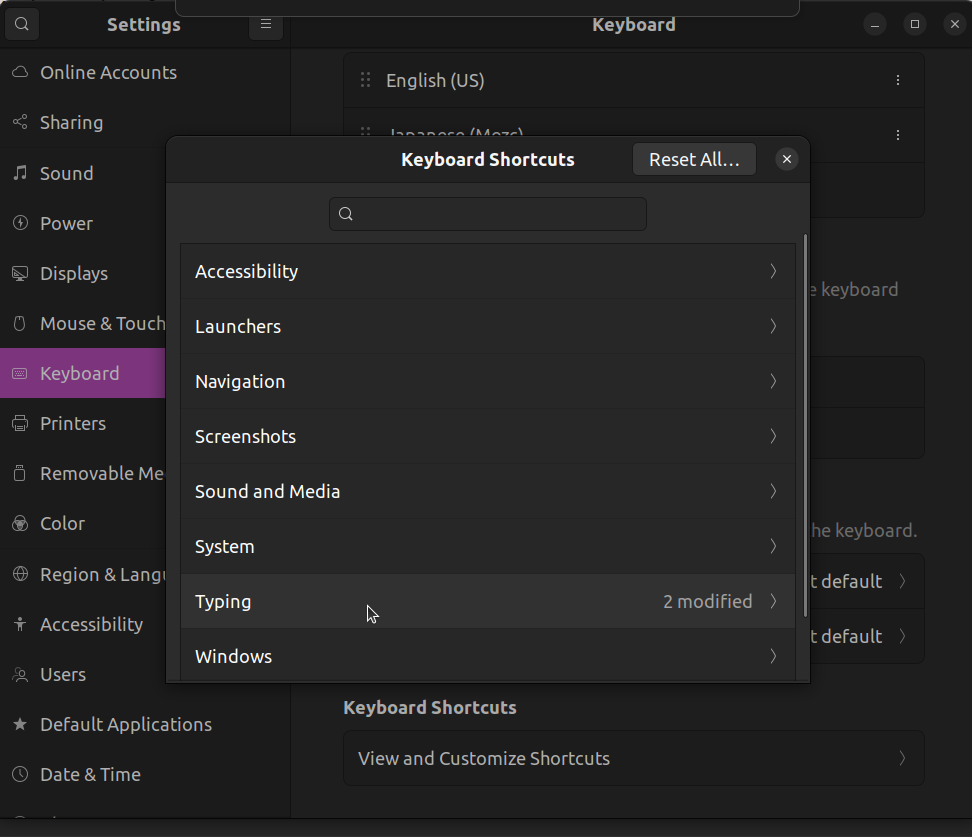 Settings
Keyboard
Online Accounts
Sharing
Sound
Power
Displays
Mouse & Touch
Keyboard
Printers
Removable Me
Color
Region & Langu
Accessibility
Users
Default Applications
Date & Time
English (US)
Japanese (Mozc)
Keyboard Shortcuts
Reset All...
Accessibility
Launchers
Navigation
Screenshots
Sound and Media
System
Typing 2 modified
Windows
e keyboard
he keyboard.
t default
t default
Keyboard Shortcuts
View and Customize Shortcuts